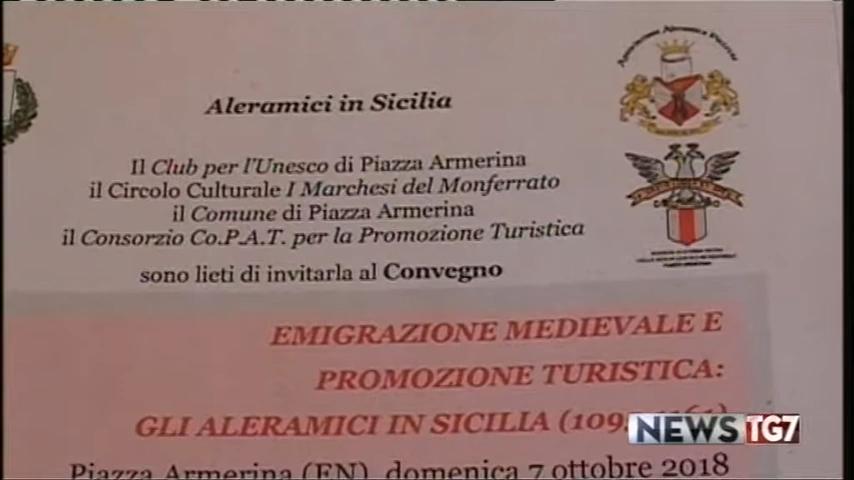 Associazione Aleramica
Aleramici in Sicilia
Il Club per l'Unesco di Piazza Armerina
il Circolo Culturale I Marchesi del Monferrato
il Comune di Piazza Armerina
il Consorzio Co.P.A.T. per la Promozione Turistica
sono lieti di invitarla al Convegno
EMIGRAZIONE MEDIEVALE E
PROMOZIONE TURISTICA:
GLI ALERAMICI IN SICILIA
Piazza Armerina (EN), domenica 7 ottobre 2018
NEWS TG7